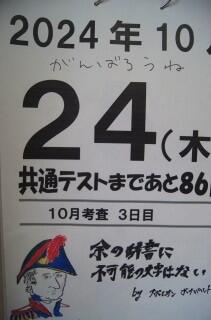 2024年10
がんばろうね
24(木
共通テストまであと86
10月考査 3日目
余の辞書に
不可能の文字はない
by ナポレオン ボナパルト